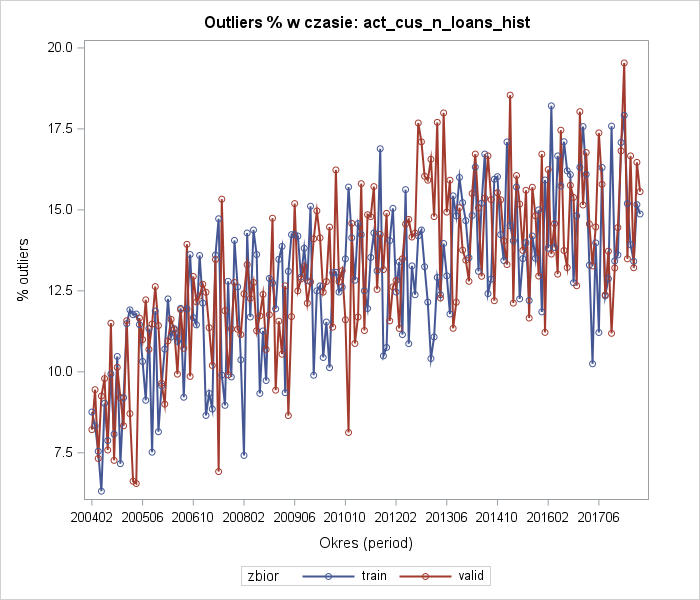 Outliers % w czasie: act_cus_n_loans_hist
20.0
17.5
15.0
12.5
10.0
7.5
% outliers
200402 200506 200610 200802 200906 201010 201202 201306 201410 201602 201706
Okres (period)
zbior train valid